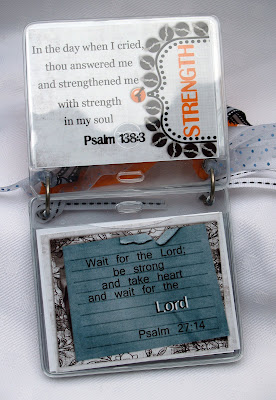 In the day when I cried,
thou answered me
and strengthened me
with strength
in my soul
Psalm 138:3
STRENGTH
Wait for the Lord;
be strong
and take heart
and wait for the
Lord
Psalm 27:14